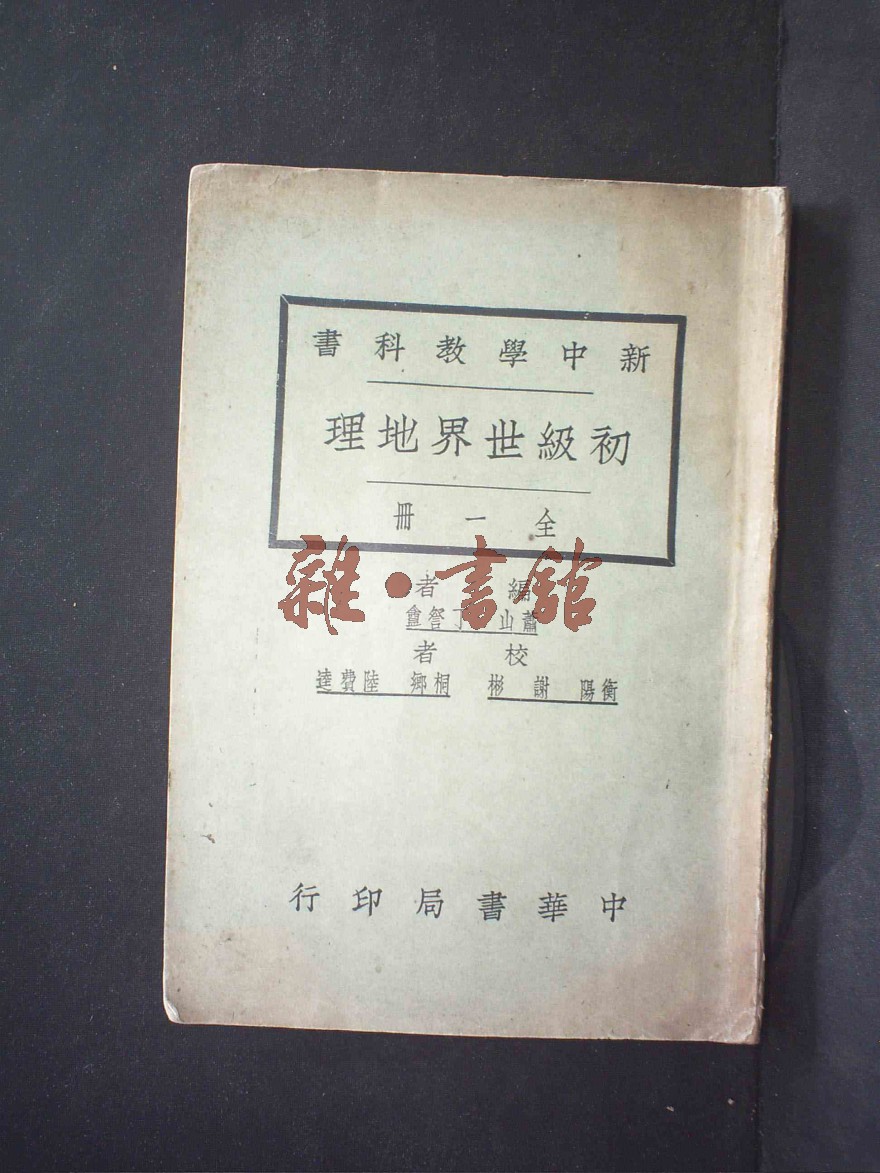 新中學教科書
初級世界地理
全一冊
編者
蕭山 丁詧盦
校者
衡陽 謝彬 桐鄉 陸費逵
中華書局印行
雜·書館